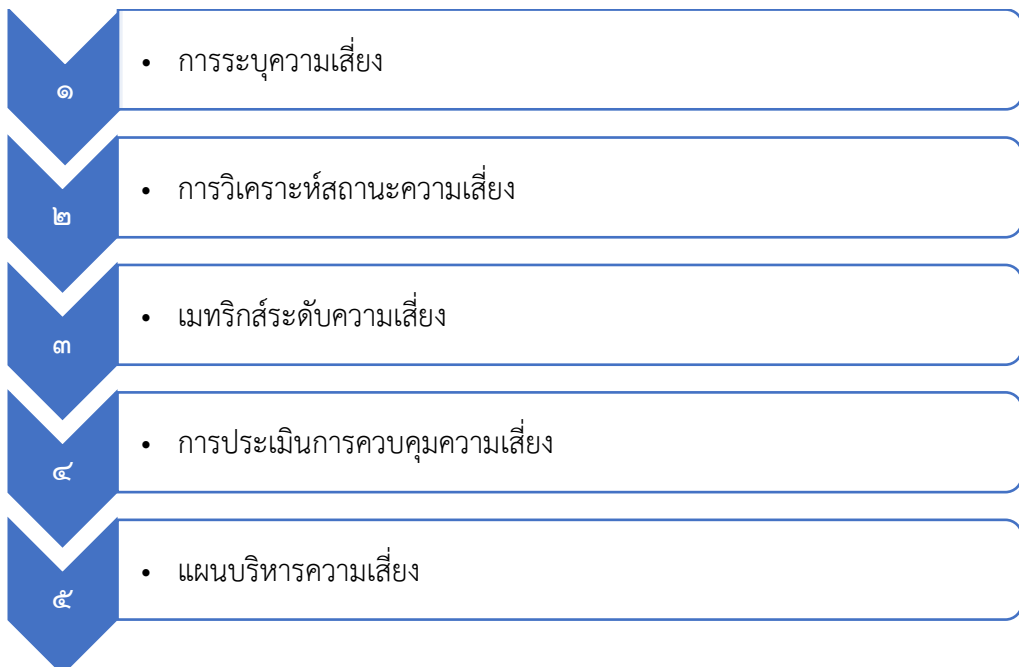 ๑
• การระบุความเสี่ยง
๒
• การวิเคราะห์สถานะความเสี่ยง
๓
• เมทริกส์ระดับความเสี่ยง
๔
• การประเมินการควบคุมความเสี่ยง
๕
• แผนบริหารความเสี่ยง